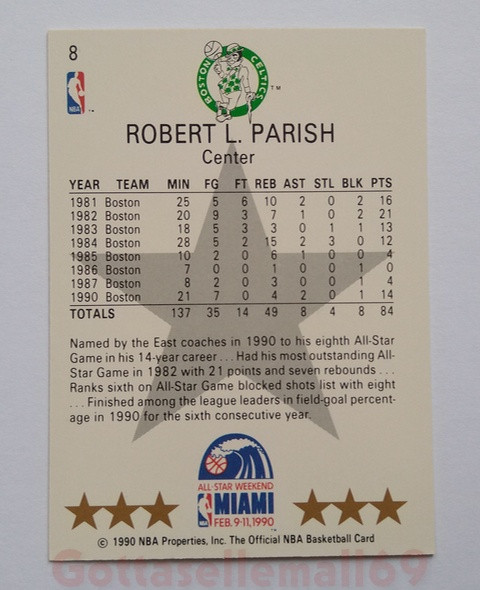 8
BOSTON CELTICS
TM
NBA
ROBERT L. PARISH
Center
YEAR TEAM MIN FG FT REB AST STL BLK PTS
1981 Boston 25 5 6 10 2 0 2 16
1982 Boston 20 9 3 7 1 0 2 21
1983 Boston 18 5 3 3 0 1 1 13
1984 Boston 28 5 2 15 2 3 0 12
1985 Boston 10 2 0 6 1 0 0 4
1986 Boston 7 0 0 1 0 0 1 0
1987 Boston 8 2 0 3 0 0 1 4
1990 Boston 21 7 0 4 2 0 1 14
TOTALS 137 35 14 49 8 4 8 84
Named by the East coaches in 1990 to his eighth All-Star
Game in his 14-year career . . . Had his most outstanding All-
Star Game in 1982 with 21 points and seven rebounds . . .
Ranks sixth on All-Star Game blocked shots list with eight
. . . Finished among the league leaders in field-goal percent-
age in 1990 for the sixth consecutive year.
ALL-STAR WEEKEND
MIAMI
NBA
FEB. 9-11, 1990
© 1990 NBA Properties, Inc. The Official NBA Basketball Card
Gottasellemall69